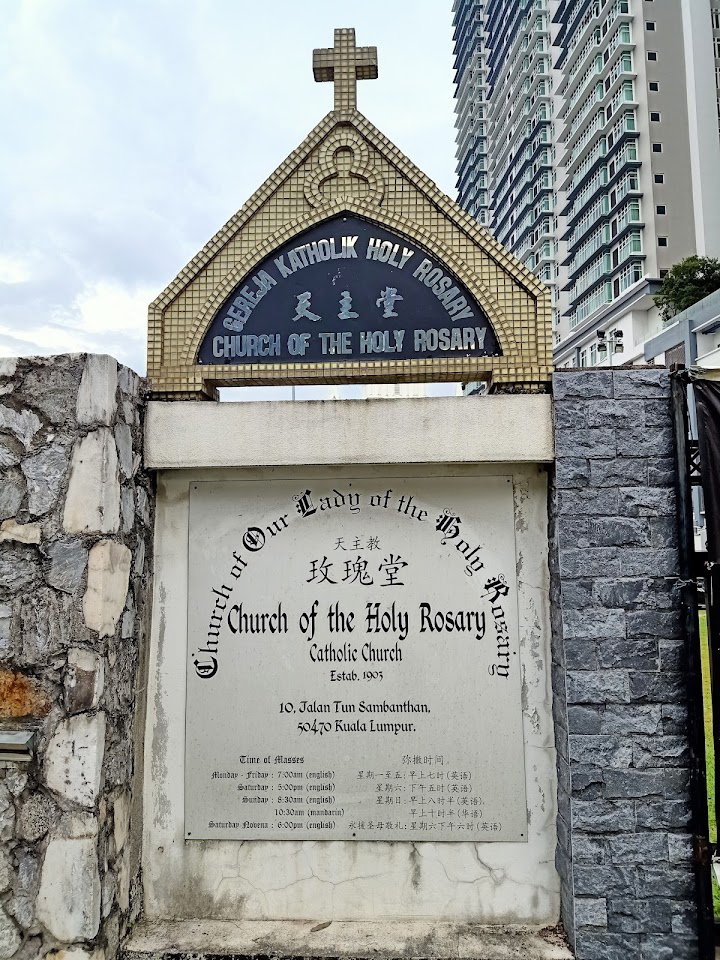 GEREJA KATHOLIK HOLY ROSARY
天主堂
CHURCH OF THE HOLY ROSARY
Church of Our Lady of the Holy Rosary
天主教
玫瑰堂
Church of the Holy Rosary
Catholic Church
Estab. 1903
10, Jalan Tun Sambanthan,
50470 Kuala Lumpur.
Time of Masses
Monday - Friday : 7:00am (english)
Saturday : 5:00pm (english)
Sunday : 8:30am (english)
10:30am (mandarin)
Saturday Novena : 6:00pm (english)
弥撒时间
星期一至五: 早上七时(英语)
星期六: 下午五时(英语)
星期日: 早上八时半(英语),
早上十时半(华语)
永援圣母敬礼: 星期六下午六时(英语)